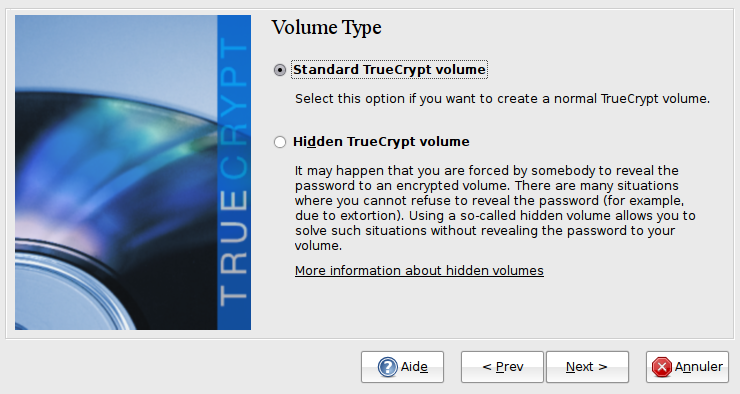 Volume Type
Standard TrueCrypt volume
Select this option if you want to create a normal TrueCrypt volume.
Hidden TrueCrypt volume
It may happen that you are forced by somebody to reveal the
password to an encrypted volume. There are many situations
where you cannot refuse to reveal the password (for example,
due to extortion). Using a so-called hidden volume allows you to
solve such situations without revealing the password to your
volume.
More information about hidden volumes
TRUECRYPT
Aide
< Prev
Next >
Annuler